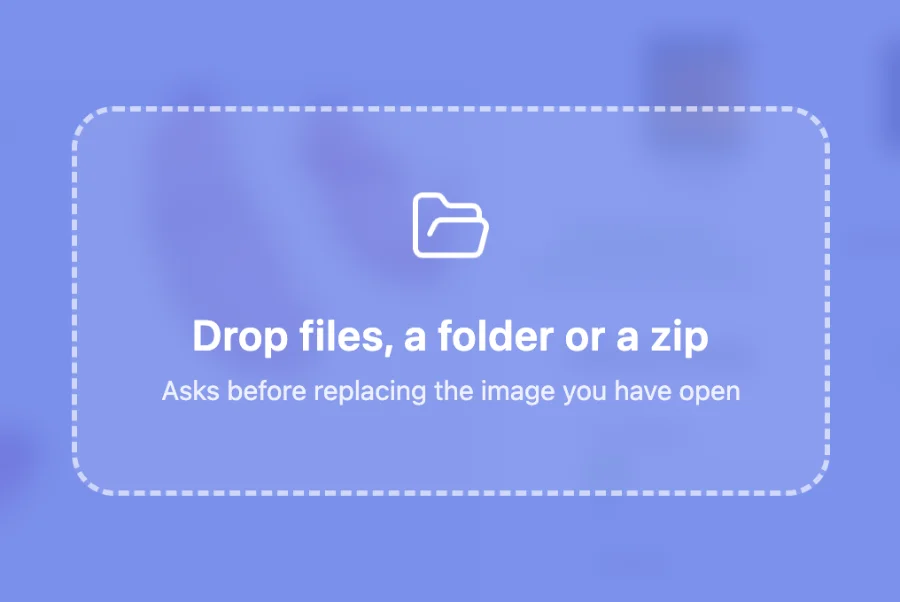 Drop files, a folder or a zip
Asks before replacing the image you have open